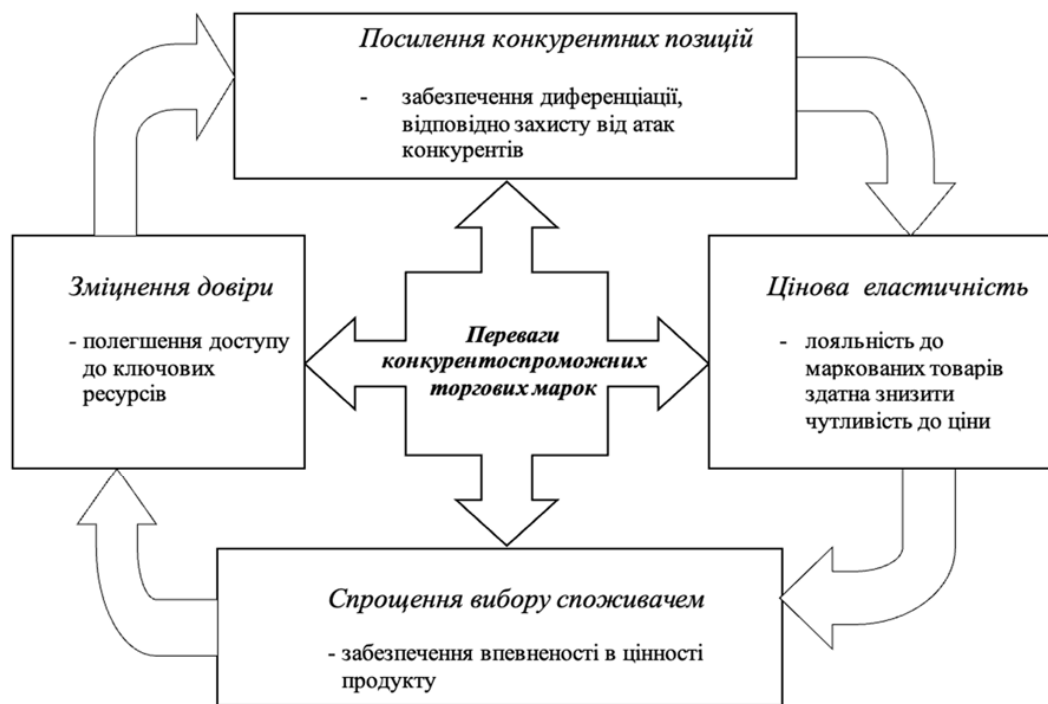 Посилення конкурентних позицій
- забезпечення диференціації,
відповідно захисту від атак
конкурентів
Зміцнення довіри
- полегшення доступу
до ключових
ресурсів
Переваги
конкурентоспроможних
торгових марок
Цінова еластичність
- лояльність до
маркованих товарів
здатна знизити
чутливість до ціни
Спрощення вибору споживачем
- забезпечення впевненості в цінності
продукту